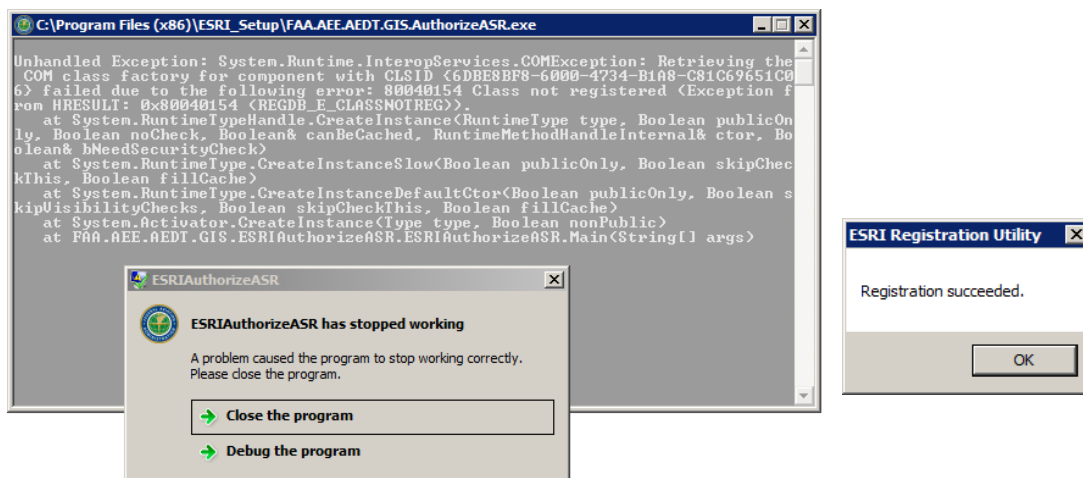 C:\Program Files (x86)\ESRI_Setup\FAA.AEE.AEDT.GIS.AuthorizeASR.exe
Unhandled Exception: System.Runtime.InteropServices.COMException: Retrieving the
 COM class factory for component with CLSID {6DBE8BF8-6000-4734-B1A8-C81C69651C0
6} failed due to the following error: 80040154 Class not registered (Exception f
rom HRESULT: 0x80040154 (REGDB_E_CLASSNOTREG)).
   at System.RuntimeTypeHandle.CreateInstance(RuntimeType type, Boolean publicOn
ly, Boolean noCheck, Boolean& canBeCached, RuntimeMethodHandleInternal& ctor, Bo
olean& bNeedSecurityCheck)
   at System.RuntimeType.CreateInstanceSlow(Boolean publicOnly, Boolean skipChec
kThis, Boolean fillCache)
   at System.RuntimeType.CreateInstanceDefaultCtor(Boolean publicOnly, Boolean s
kipVisibilityChecks, Boolean skipCheckThis, Boolean fillCache)
   at System.Activator.CreateInstance(Type type, Boolean nonPublic)
   at FAA.AEE.AEDT.GIS.ESRIAuthorizeASR.ESRIAuthorizeASR.Main(String[] args)
ESRIAuthorizeASR
ESRIAuthorizeASR has stopped working
A problem caused the program to stop working correctly.
Please close the program.
Close the program
Debug the program
ESRI Registration Utility
Registration succeeded.
OK